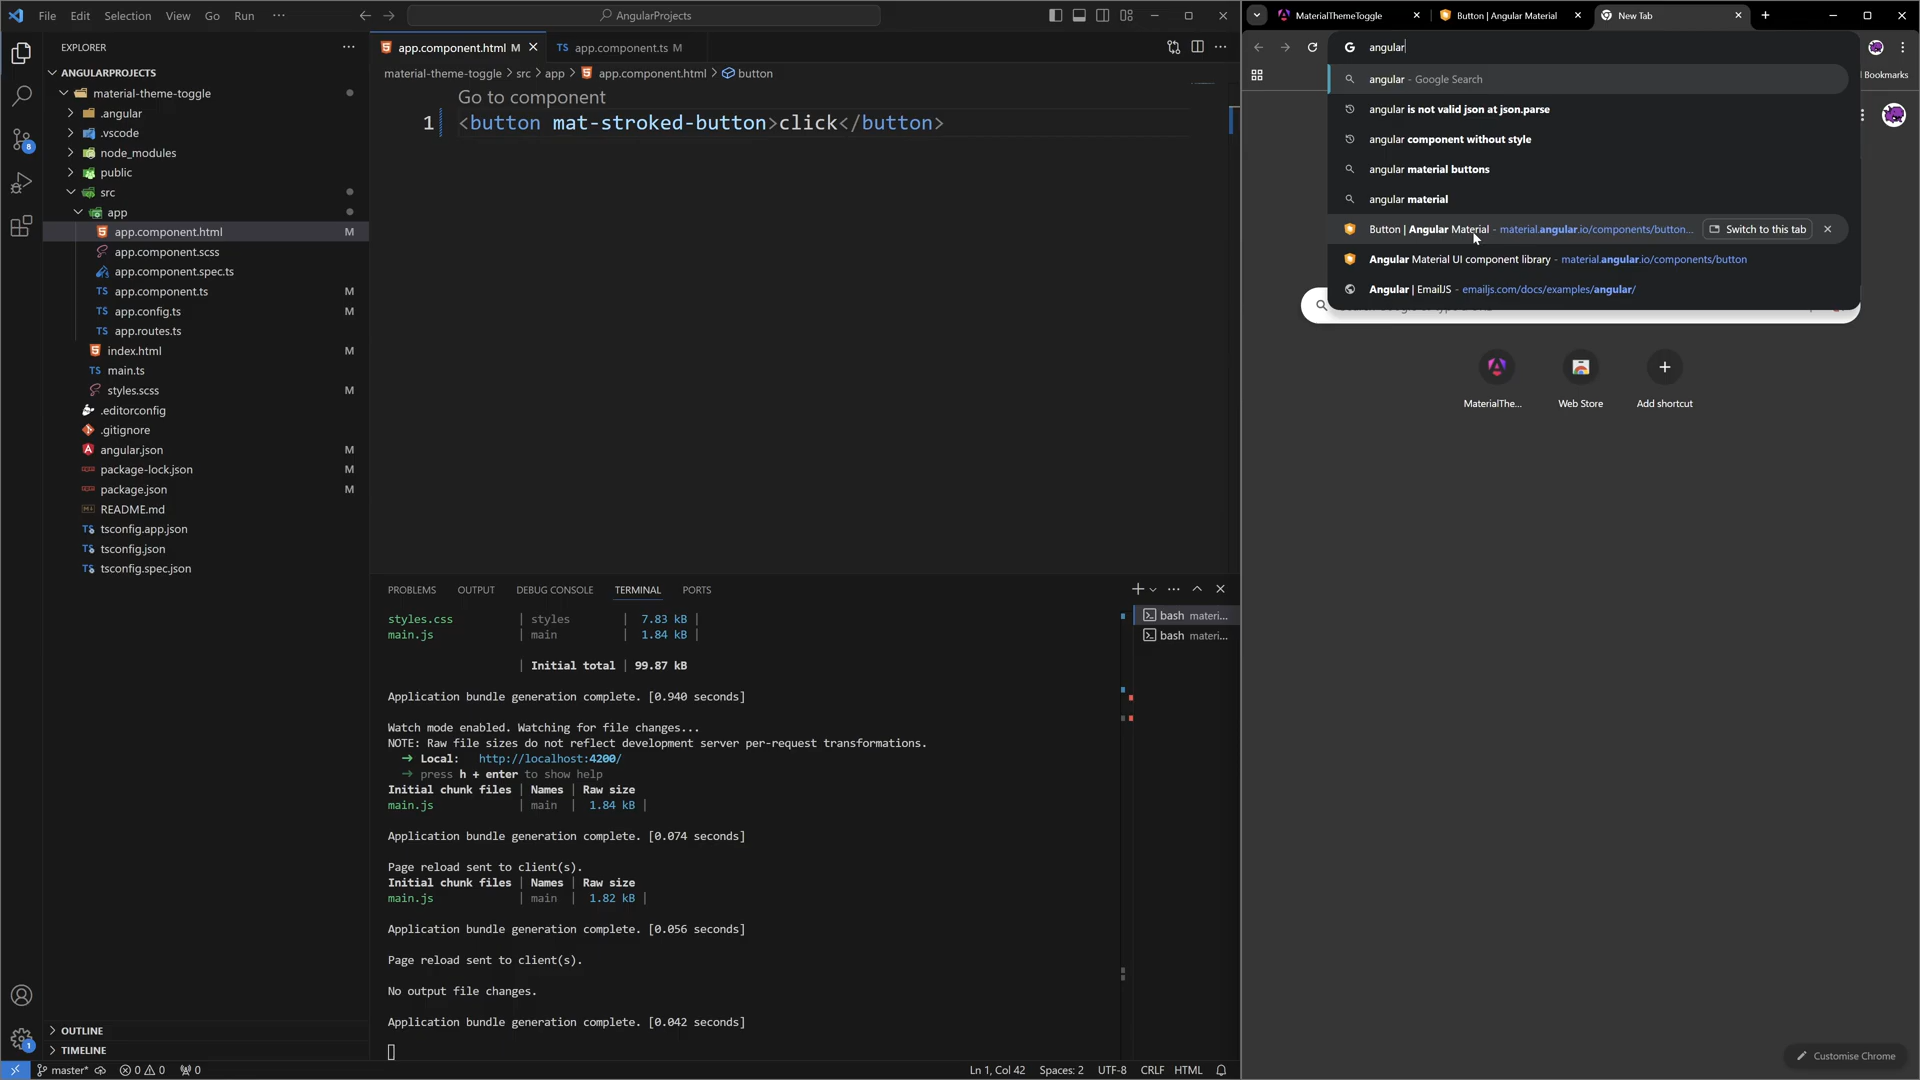 File Edit Selection View Go Run ···
AngularProjects
EXPLORER
ANGULARPROJECTS
material-theme-toggle
.angular
.vscode
node_modules
public
src
app
app.component.html M
app.component.scss
app.component.spec.ts
app.component.ts M
app.config.ts M
app.routes.ts
index.html M
main.ts
styles.scss M
.editorconfig
.gitignore
angular.json M
package-lock.json M
package.json M
README.md
tsconfig.app.json
tsconfig.json
tsconfig.spec.json
OUTLINE
TIMELINE
8
1
app.component.html M
TS app.component.ts M
material-theme-toggle > src > app > app.component.html > button
Go to component
1 <button mat-stroked-button>click</button>
PROBLEMS OUTPUT DEBUG CONSOLE TERMINAL PORTS
styles.css | styles | 7.83 kB |
main.js | main | 1.84 kB |
| Initial total | 99.87 kB
Application bundle generation complete. [0.940 seconds]
Watch mode enabled. Watching for file changes...
NOTE: Raw file sizes do not reflect development server per-request transformations.
➜ Local: http://localhost:4200/
➜ press h + enter to show help
Initial chunk files | Names | Raw size
main.js | main | 1.84 kB |
Application bundle generation complete. [0.074 seconds]
Page reload sent to client(s).
Initial chunk files | Names | Raw size
main.js | main | 1.82 kB |
Application bundle generation complete. [0.056 seconds]
Page reload sent to client(s).
No output file changes.
Application bundle generation complete. [0.042 seconds]
bash materi...
bash materi...
master* 0 0 0
Ln 1, Col 42 Spaces: 2 UTF-8 CRLF HTML
MaterialThemeToggle
Button | Angular Material
New Tab
angular
Bookmarks
angular - Google Search
angular is not valid json at json.parse
angular component without style
angular material buttons
angular material
Button | Angular Material - material.angular.io/components/button... Switch to this tab
Angular Material UI component library - material.angular.io/components/button
Angular | EmailJS - emailjs.com/docs/examples/angular/
MaterialThe...
Web Store
Add shortcut
Customise Chrome